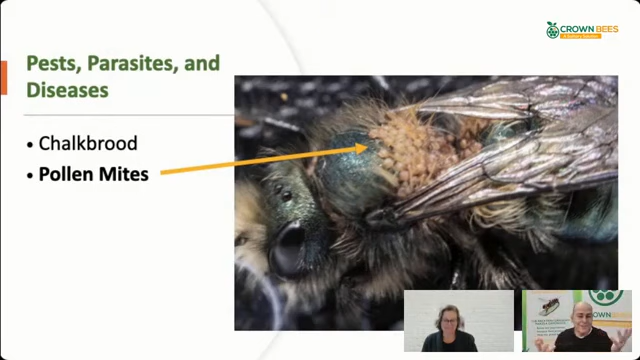 CROWN BEES
Pests, Parasites, and
Diseases
• Chalkbrood
• Pollen Mites